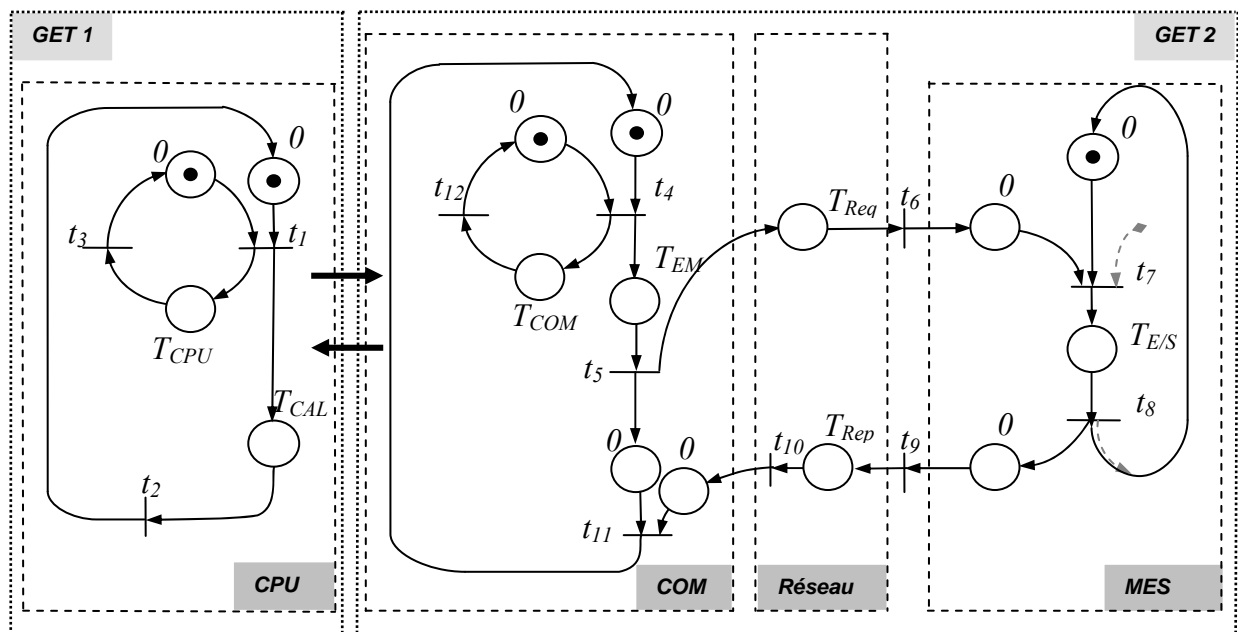 GET 1
GET 2
0
0
t3
t1
TCPU
TCAL
t2
CPU
0
0
t12
t4
TEM
TCOM
t5
0
0
t11
COM
TReq
t6
TRep
t10
t9
Réseau
0
0
t7
TE/S
t8
0
MES